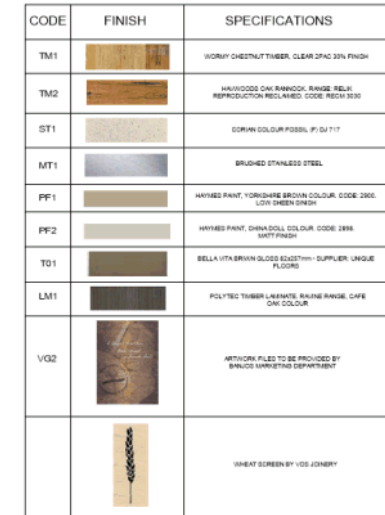 CODE FINISH SPECIFICATIONS
TM1 WORMY CHESTNUT TIMBER, CLEAR 2PAC 30% FINISH
TM2 HAVWOODS OAK RANNOCK. RANGE: RELIK
REPRODUCTION RECLAIMED. CODE: RECM 3030
ST1 CORIAN COLOUR FOSSIL (F) DJ 717
MT1 BRUSHED STAINLESS STEEL
PF1 HAYMES PAINT, YORKSHIRE BROWN COLOUR. CODE: 2900.
LOW SHEEN
PF2 HAYMES PAINT, CHINA DOLL COLOUR. CODE: 2898.
MATT FINISH
T01 BELLA VITA BRWN GLOSS - SUPPLIER: UNIQUE
FLOORS
LM1 POLYTEC TIMBER LAMINATE. RAVINE RANGE, CAFE
OAK COLOUR
VG2 ARTWORK FILES TO BE PROVIDED BY
BANJOS MARKETING DEPARTMENT
WHEAT SCREEN BY VOS JOINERY